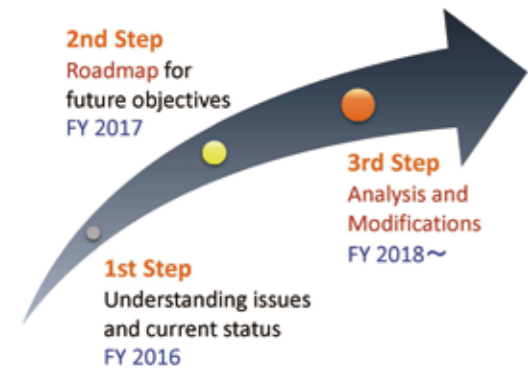 2nd Step
Roadmap for
future objectives
FY 2017
3rd Step
Analysis and
Modifications
FY 2018～
1st Step
Understanding issues
and current status
FY 2016